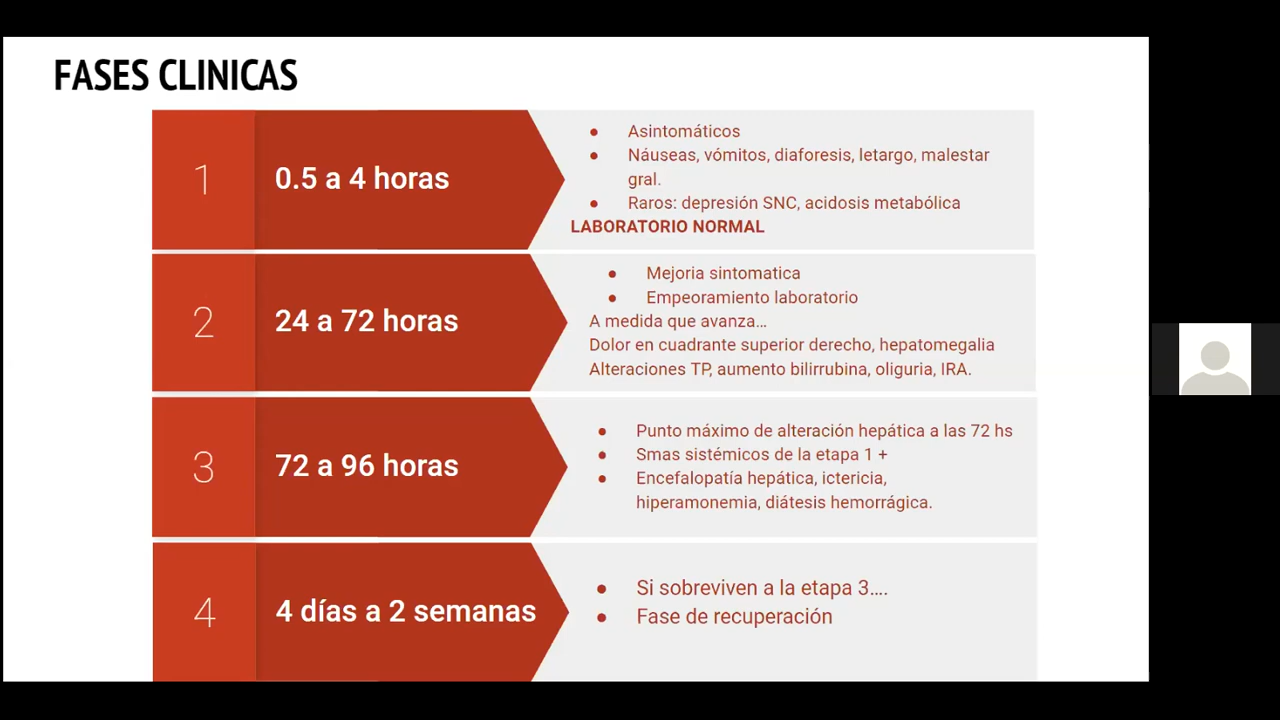 FASES CLINICAS
1
0.5 a 4 horas
● Asintomáticos
● Náuseas, vómitos, diaforesis, letargo, malestar
gral.
● Raros: depresión SNC, acidosis metabólica
LABORATORIO NORMAL
2
24 a 72 horas
● Mejoria sintomatica
● Empeoramiento laboratorio
A medida que avanza…
Dolor en cuadrante superior derecho, hepatomegalia
Alteraciones TP, aumento bilirrubina, oliguria, IRA.
3
72 a 96 horas
● Punto máximo de alteración hepática a las 72 hs
● Smas sistémicos de la etapa 1 +
● Encefalopatía hepática, ictericia,
hiperamonemia, diátesis hemorrágica.
4
4 días a 2 semanas
● Si sobreviven a la etapa 3….
● Fase de recuperación